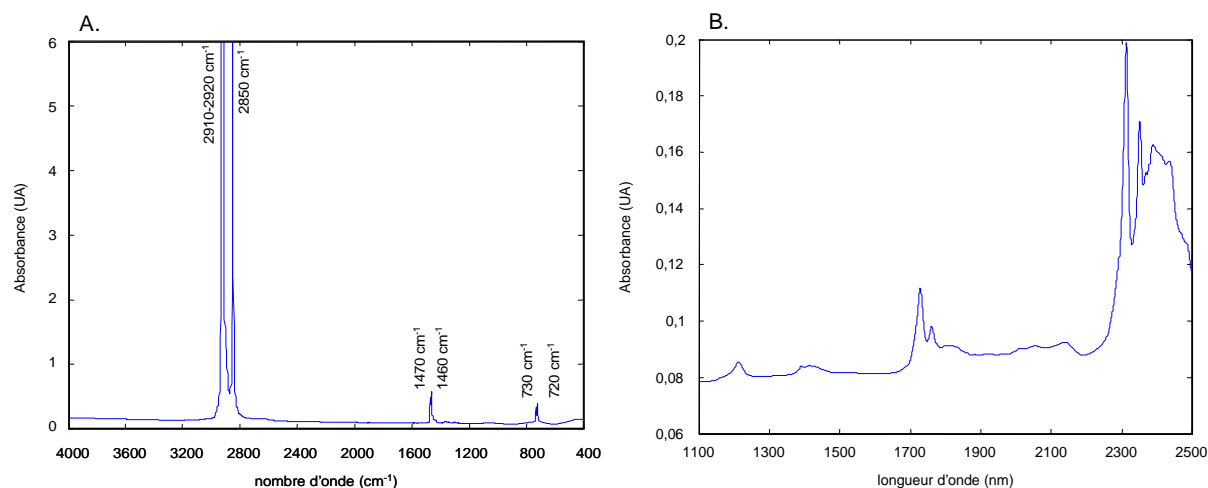 A.
6
5
4
3
2
1
0
Absorbance (UA)
2910-2920 cm-1
2850 cm-1
1470 cm-1
1460 cm-1
730 cm-1
720 cm-1
4000 3600 2800 2400 2000 1600 1200 800 400
nombre d'onde (cm-1)
B.
0,2
0,18
0,16
0,14
0,12
0,1
0,08
0,06
Absorbance (UA)
1100 1300 1500 1700 1900 2100 2300 2500
longueur d'onde (nm)